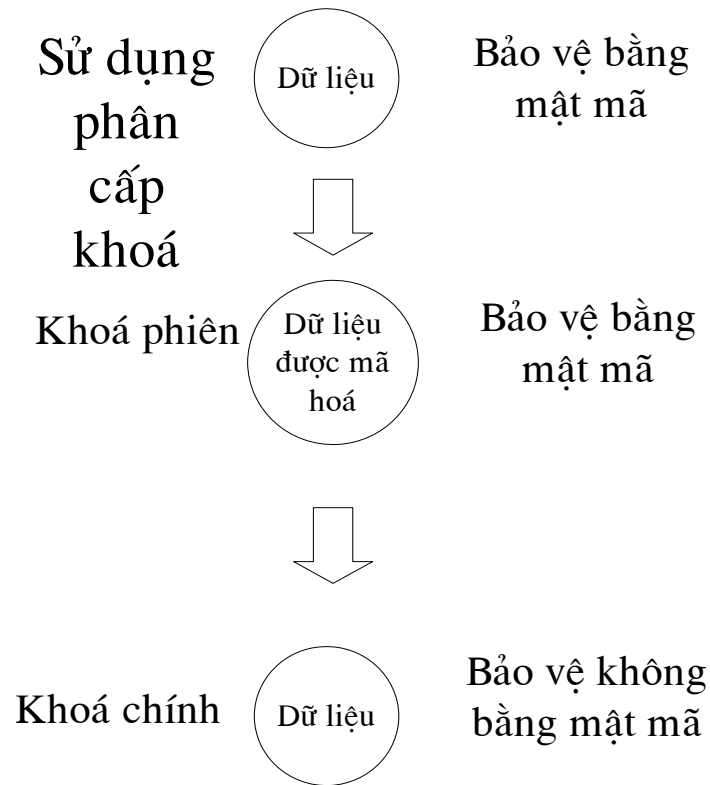 Sử dụng
phân
cấp
khoá
Dữ liệu
Bảo vệ bằng
mật mã
Khoá phiên
Dữ liệu
được mã
hoá
Bảo vệ bằng
mật mã
Khoá chính
Dữ liệu
Bảo vệ không
bằng mật mã